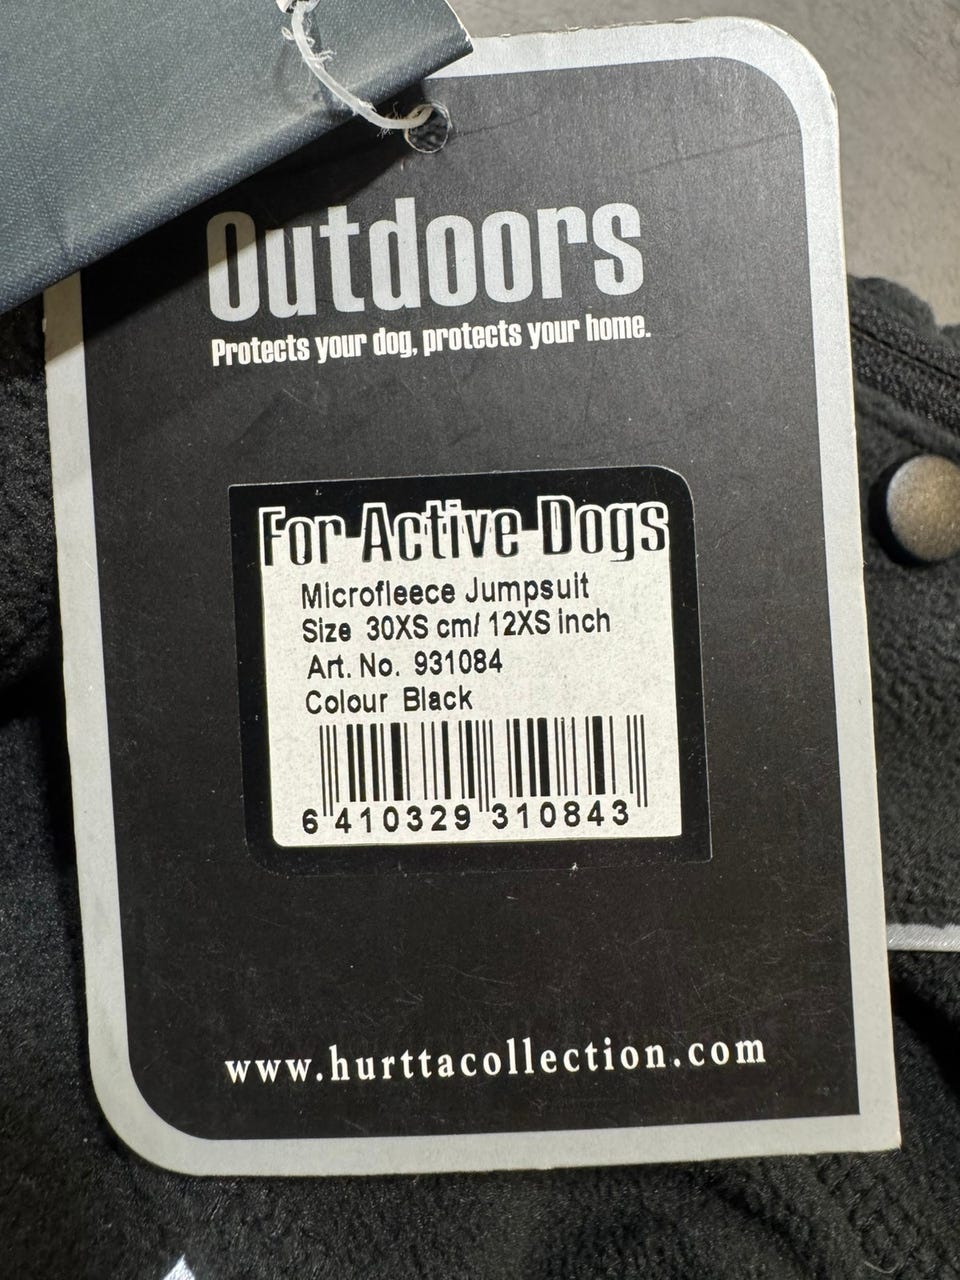 Outdoors
Protects your dog, protects your home.
For Active Dogs
Microfleece Jumpsuit
Size 30XS cm/ 12XS inch
Art. No. 931084
Colour Black
6 410329 310843
www.hurttacollection.com